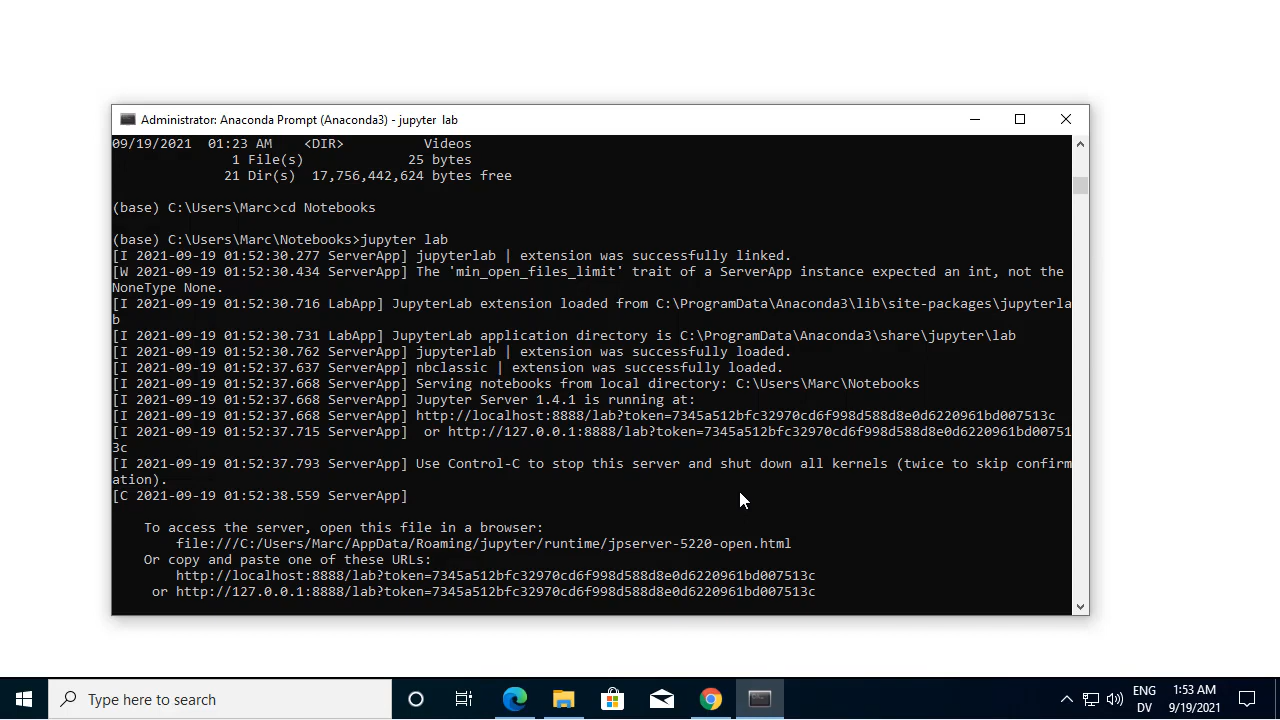 Administrator: Anaconda Prompt (Anaconda3) - jupyter lab
09/19/2021  01:23 AM    <DIR>          Videos
               1 File(s)             25 bytes
              21 Dir(s)  17,756,442,624 bytes free
(base) C:\Users\Marc>cd Notebooks
(base) C:\Users\Marc\Notebooks>jupyter lab
[I 2021-09-19 01:52:30.277 ServerApp] jupyterlab | extension was successfully linked.
[W 2021-09-19 01:52:30.434 ServerApp] The 'min_open_files_limit' trait of a ServerApp instance expected an int, not the
NoneType None.
[I 2021-09-19 01:52:30.716 LabApp] JupyterLab extension loaded from C:\ProgramData\Anaconda3\lib\site-packages\jupyterla
b
[I 2021-09-19 01:52:30.731 LabApp] JupyterLab application directory is C:\ProgramData\Anaconda3\share\jupyter\lab
[I 2021-09-19 01:52:30.762 ServerApp] jupyterlab | extension was successfully loaded.
[I 2021-09-19 01:52:37.637 ServerApp] nbclassic | extension was successfully loaded.
[I 2021-09-19 01:52:37.668 ServerApp] Serving notebooks from local directory: C:\Users\Marc\Notebooks
[I 2021-09-19 01:52:37.668 ServerApp] Jupyter Server 1.4.1 is running at:
[I 2021-09-19 01:52:37.668 ServerApp] http://localhost:8888/lab?token=7345a512bfc32970cd6f998d588d8e0d6220961bd007513c
[I 2021-09-19 01:52:37.715 ServerApp]  or http://127.0.0.1:8888/lab?token=7345a512bfc32970cd6f998d588d8e0d6220961bd00751
3c
[I 2021-09-19 01:52:37.793 ServerApp] Use Control-C to stop this server and shut down all kernels (twice to skip confirm
ation).
[C 2021-09-19 01:52:38.559 ServerApp]
    To access the server, open this file in a browser:
        file:///C:/Users/Marc/AppData/Roaming/jupyter/runtime/jpserver-5220-open.html
    Or copy and paste one of these URLs:
        http://localhost:8888/lab?token=7345a512bfc32970cd6f998d588d8e0d6220961bd007513c
     or http://127.0.0.1:8888/lab?token=7345a512bfc32970cd6f998d588d8e0d6220961bd007513c
Type here to search
ENG
DV
1:53 AM
9/19/2021